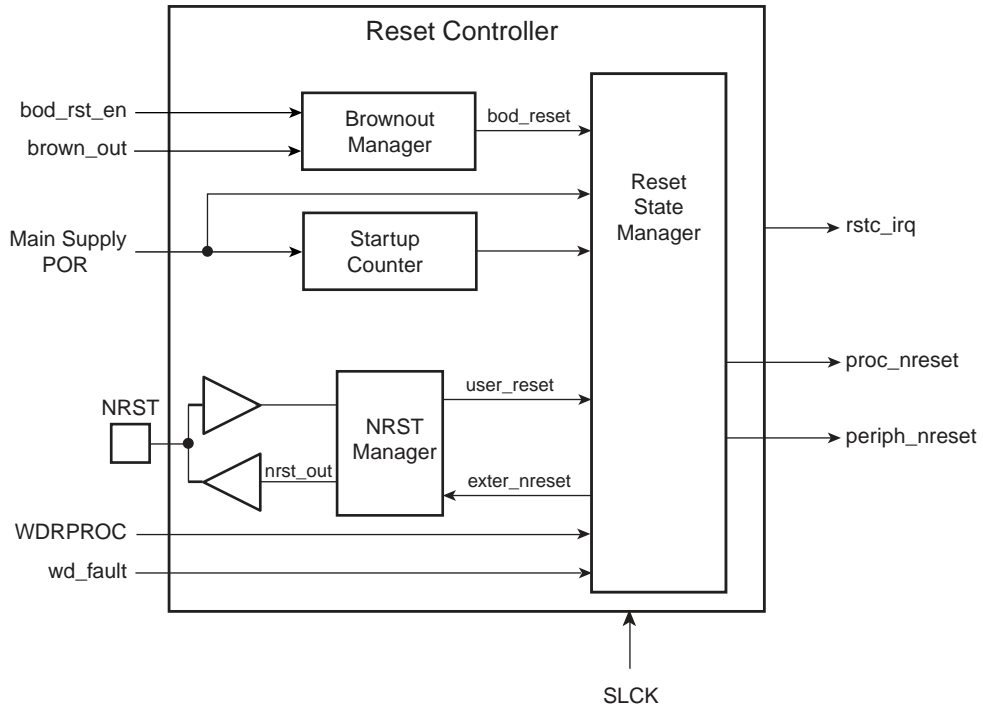 Reset Controller
bod_rst_en
brown_out
Brownout
Manager
bod_reset
Main Supply
POR
Startup
Counter
Reset
State
Manager
rstc_irq
proc_nreset
periph_nreset
NRST
NRST
Manager
user_reset
nrst_out
exter_nreset
WDRPROC
wd_fault
SLCK